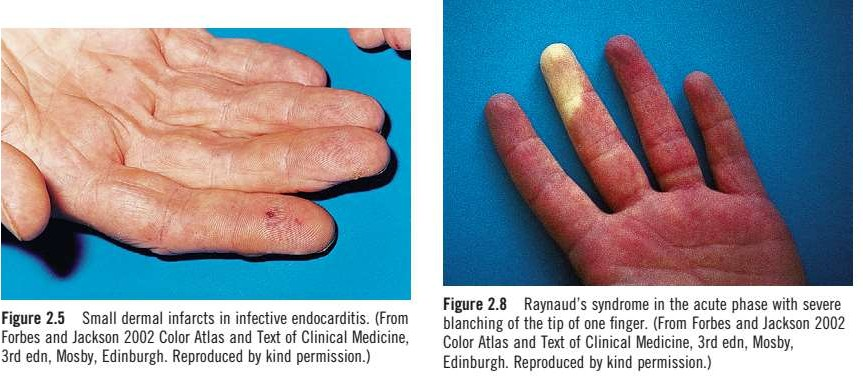 Figure 2.5 Small dermal infarcts in infective endocarditis. (From
Forbes and Jackson 2002 Color Atlas and Text of Clinical Medicine,
3rd edn, Mosby, Edinburgh. Reproduced by kind permission.)
Figure 2.8 Raynaud's syndrome in the acute phase with severe
blanching of the tip of one finger. (From Forbes and Jackson 2002
Color Atlas and Text of Clinical Medicine, 3rd edn, Mosby,
Edinburgh. Reproduced by kind permission.)